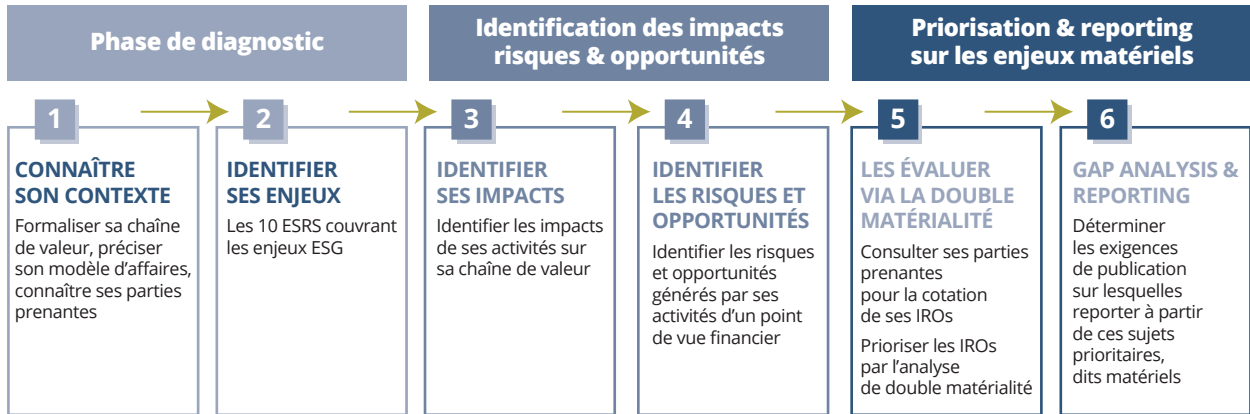 Phase de diagnostic
Identification des impacts
risques & opportunités
Priorisation & reporting
sur les enjeux matériels
1
CONNAÎTRE
SON CONTEXTE
Formaliser sa chaîne
de valeur, préciser
son modèle d’affaires,
connaître ses parties
prenantes
2
IDENTIFIER
SES ENJEUX
Les 10 ESRS couvrant
les enjeux ESG
3
IDENTIFIER
SES IMPACTS
Identifier les impacts
de ses activités sur
sa chaîne de valeur
4
IDENTIFIER
LES RISQUES ET
OPPORTUNITÉS
Identifier les risques
et opportunités
générés par ses
activités d’un point
de vue financier
5
LES ÉVALUER
VIA LA DOUBLE
MATÉRIALITÉ
Consulter ses parties
prenantes
pour la cotation
de ses IROs
Prioriser les IROs
par l’analyse
de double matérialité
6
GAP ANALYSIS &
REPORTING
Déterminer
les exigences
de publication
sur lesquelles
reporter à partir
de ces sujets
prioritaires,
dits matériels